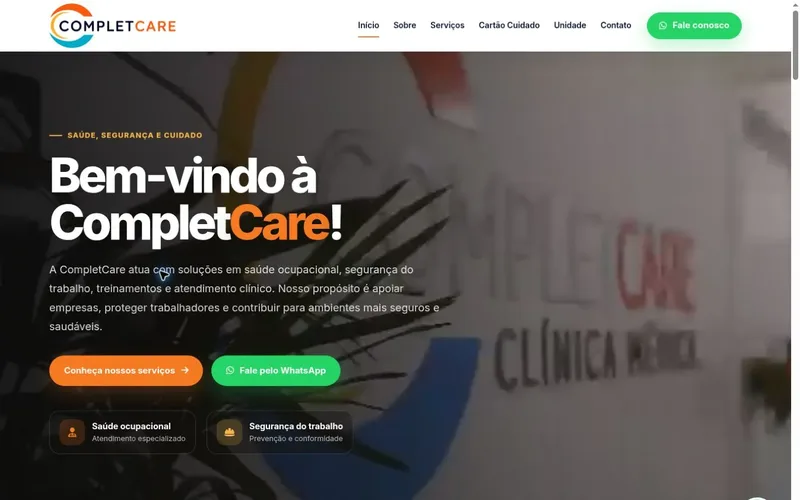 COMPLETCARE
Início Sobre Serviços Cartão Cuidado Unidade Contato Fale conosco
SAÚDE, SEGURANÇA E CUIDADO
Bem-vindo à
CompletCare!
A CompletCare atua com soluções em saúde ocupacional, segurança do
trabalho, treinamentos e atendimento clínico. Nosso propósito é apoiar
empresas, proteger trabalhadores e contribuir para ambientes mais seguros e
saudáveis.
Conheça nossos serviços →
Fale pelo WhatsApp
Saúde ocupacional
Atendimento especializado
Segurança do trabalho
Prevenção e conformidade
COMPLETCARE
CLÍNICA MÉDICA